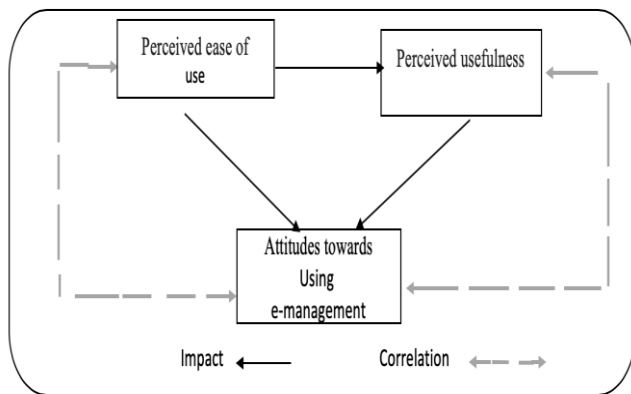 Perceived ease of
use
Perceived usefulness
Attitudes towards
Using
e-management
Impact
Correlation